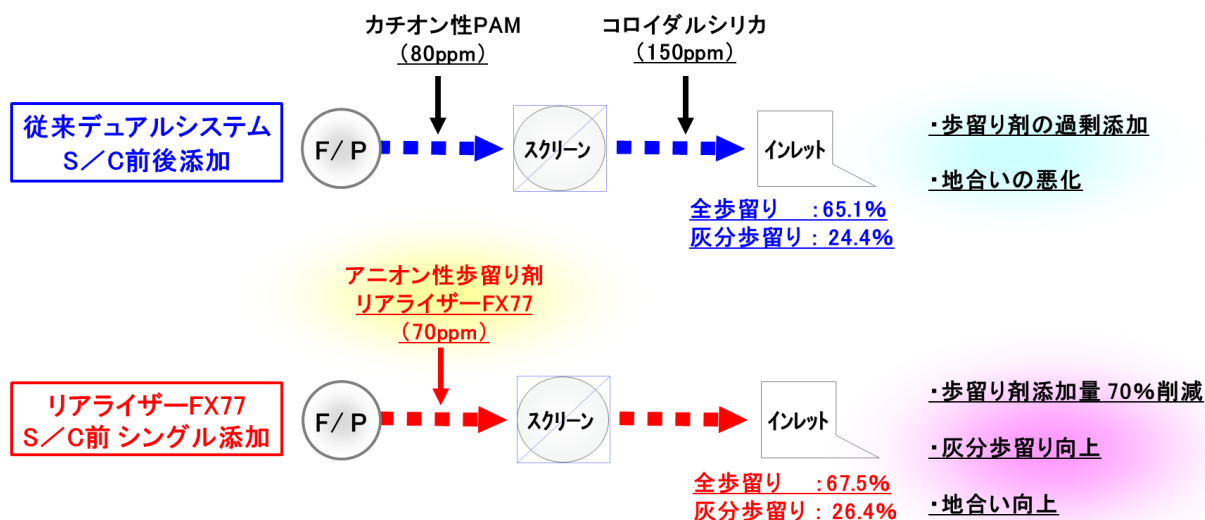 カチオン性PAM
（80ppm）
コロイダルシリカ
（150ppm）
従来デュアルシステム
S／C前後添加
F/P
スクリーン
インレット
・歩留り剤の過剰添加
・地合いの悪化
全歩留り　：65.1%
灰分歩留り：24.4%
アニオン性歩留り剤
リアライザーFX77
（70ppm）
リアライザーFX77
S／C前 シングル添加
F/P
スクリーン
インレット
・歩留り剤添加量 70%削減
・灰分歩留り向上
・地合い向上
全歩留り　：67.5%
灰分歩留り：26.4%